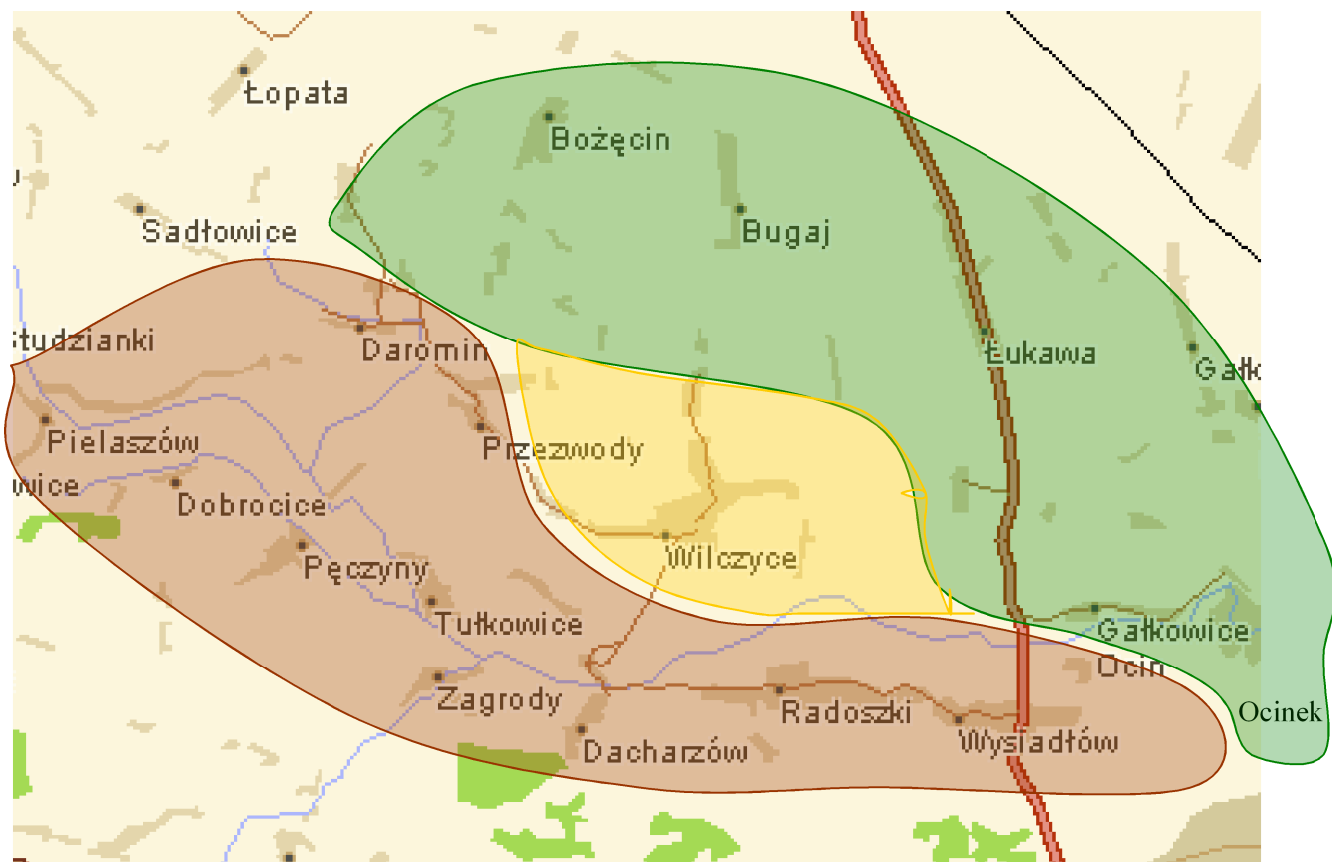 Łopata
Bożęcin
Sadłowice
Bugaj
Studzianki
Daromin
Łukawa
Gałk
Pielaszów
Przezwody
wice
Dobrocice
Pęczyny
Wilczyce
Tułkowice
Gałkowice
Ocin
Zagrody
Radoszki
Ocinek
Dacharzów
Wysiadłów